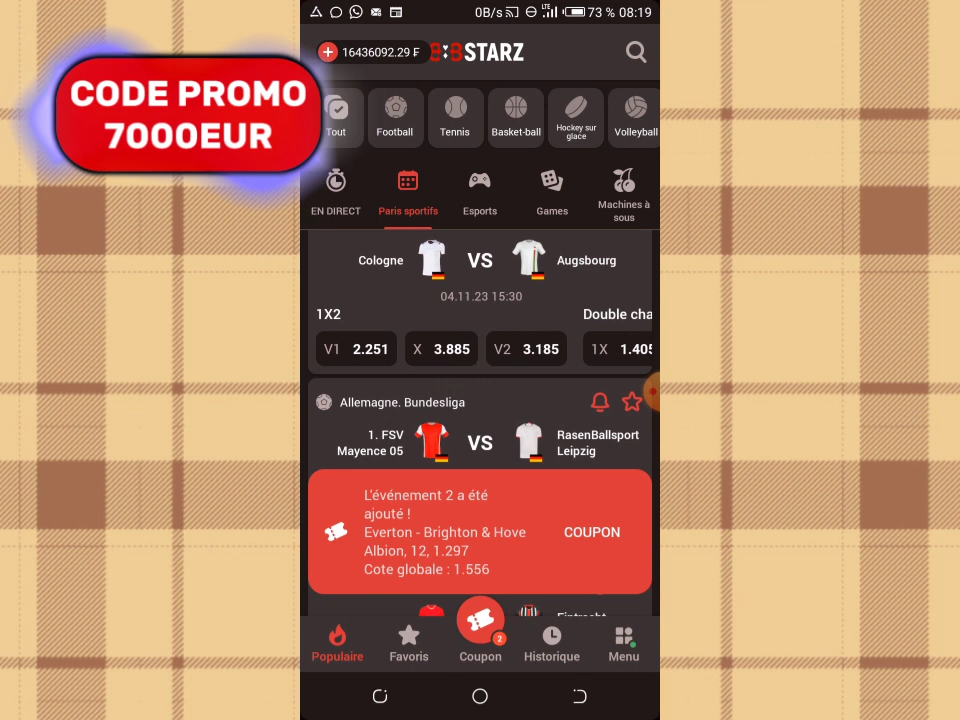 0B/s LTE 73 % 08:19
CODE PROMO
7000EUR
16436092.29 ₣
BSTARZ
Tout
Football
Tennis
Basket-ball
Hockey sur
glace
Volleyball
EN DIRECT
Paris sportifs
Esports
Games
Machines à
sous
Cologne VS Augsbourg
04.11.23 15:30
1X2 Double cha
V1 2.251 X 3.885 V2 3.185 1X 1.405
Allemagne. Bundesliga
1. FSV
Mayence 05
VS
RasenBallsport
Leipzig
L'événement 2 a été
ajouté !
Everton - Brighton & Hove
Albion, 12, 1.297
Cote globale : 1.556
COUPON
2
Populaire
Favoris
Coupon
Historique
Menu